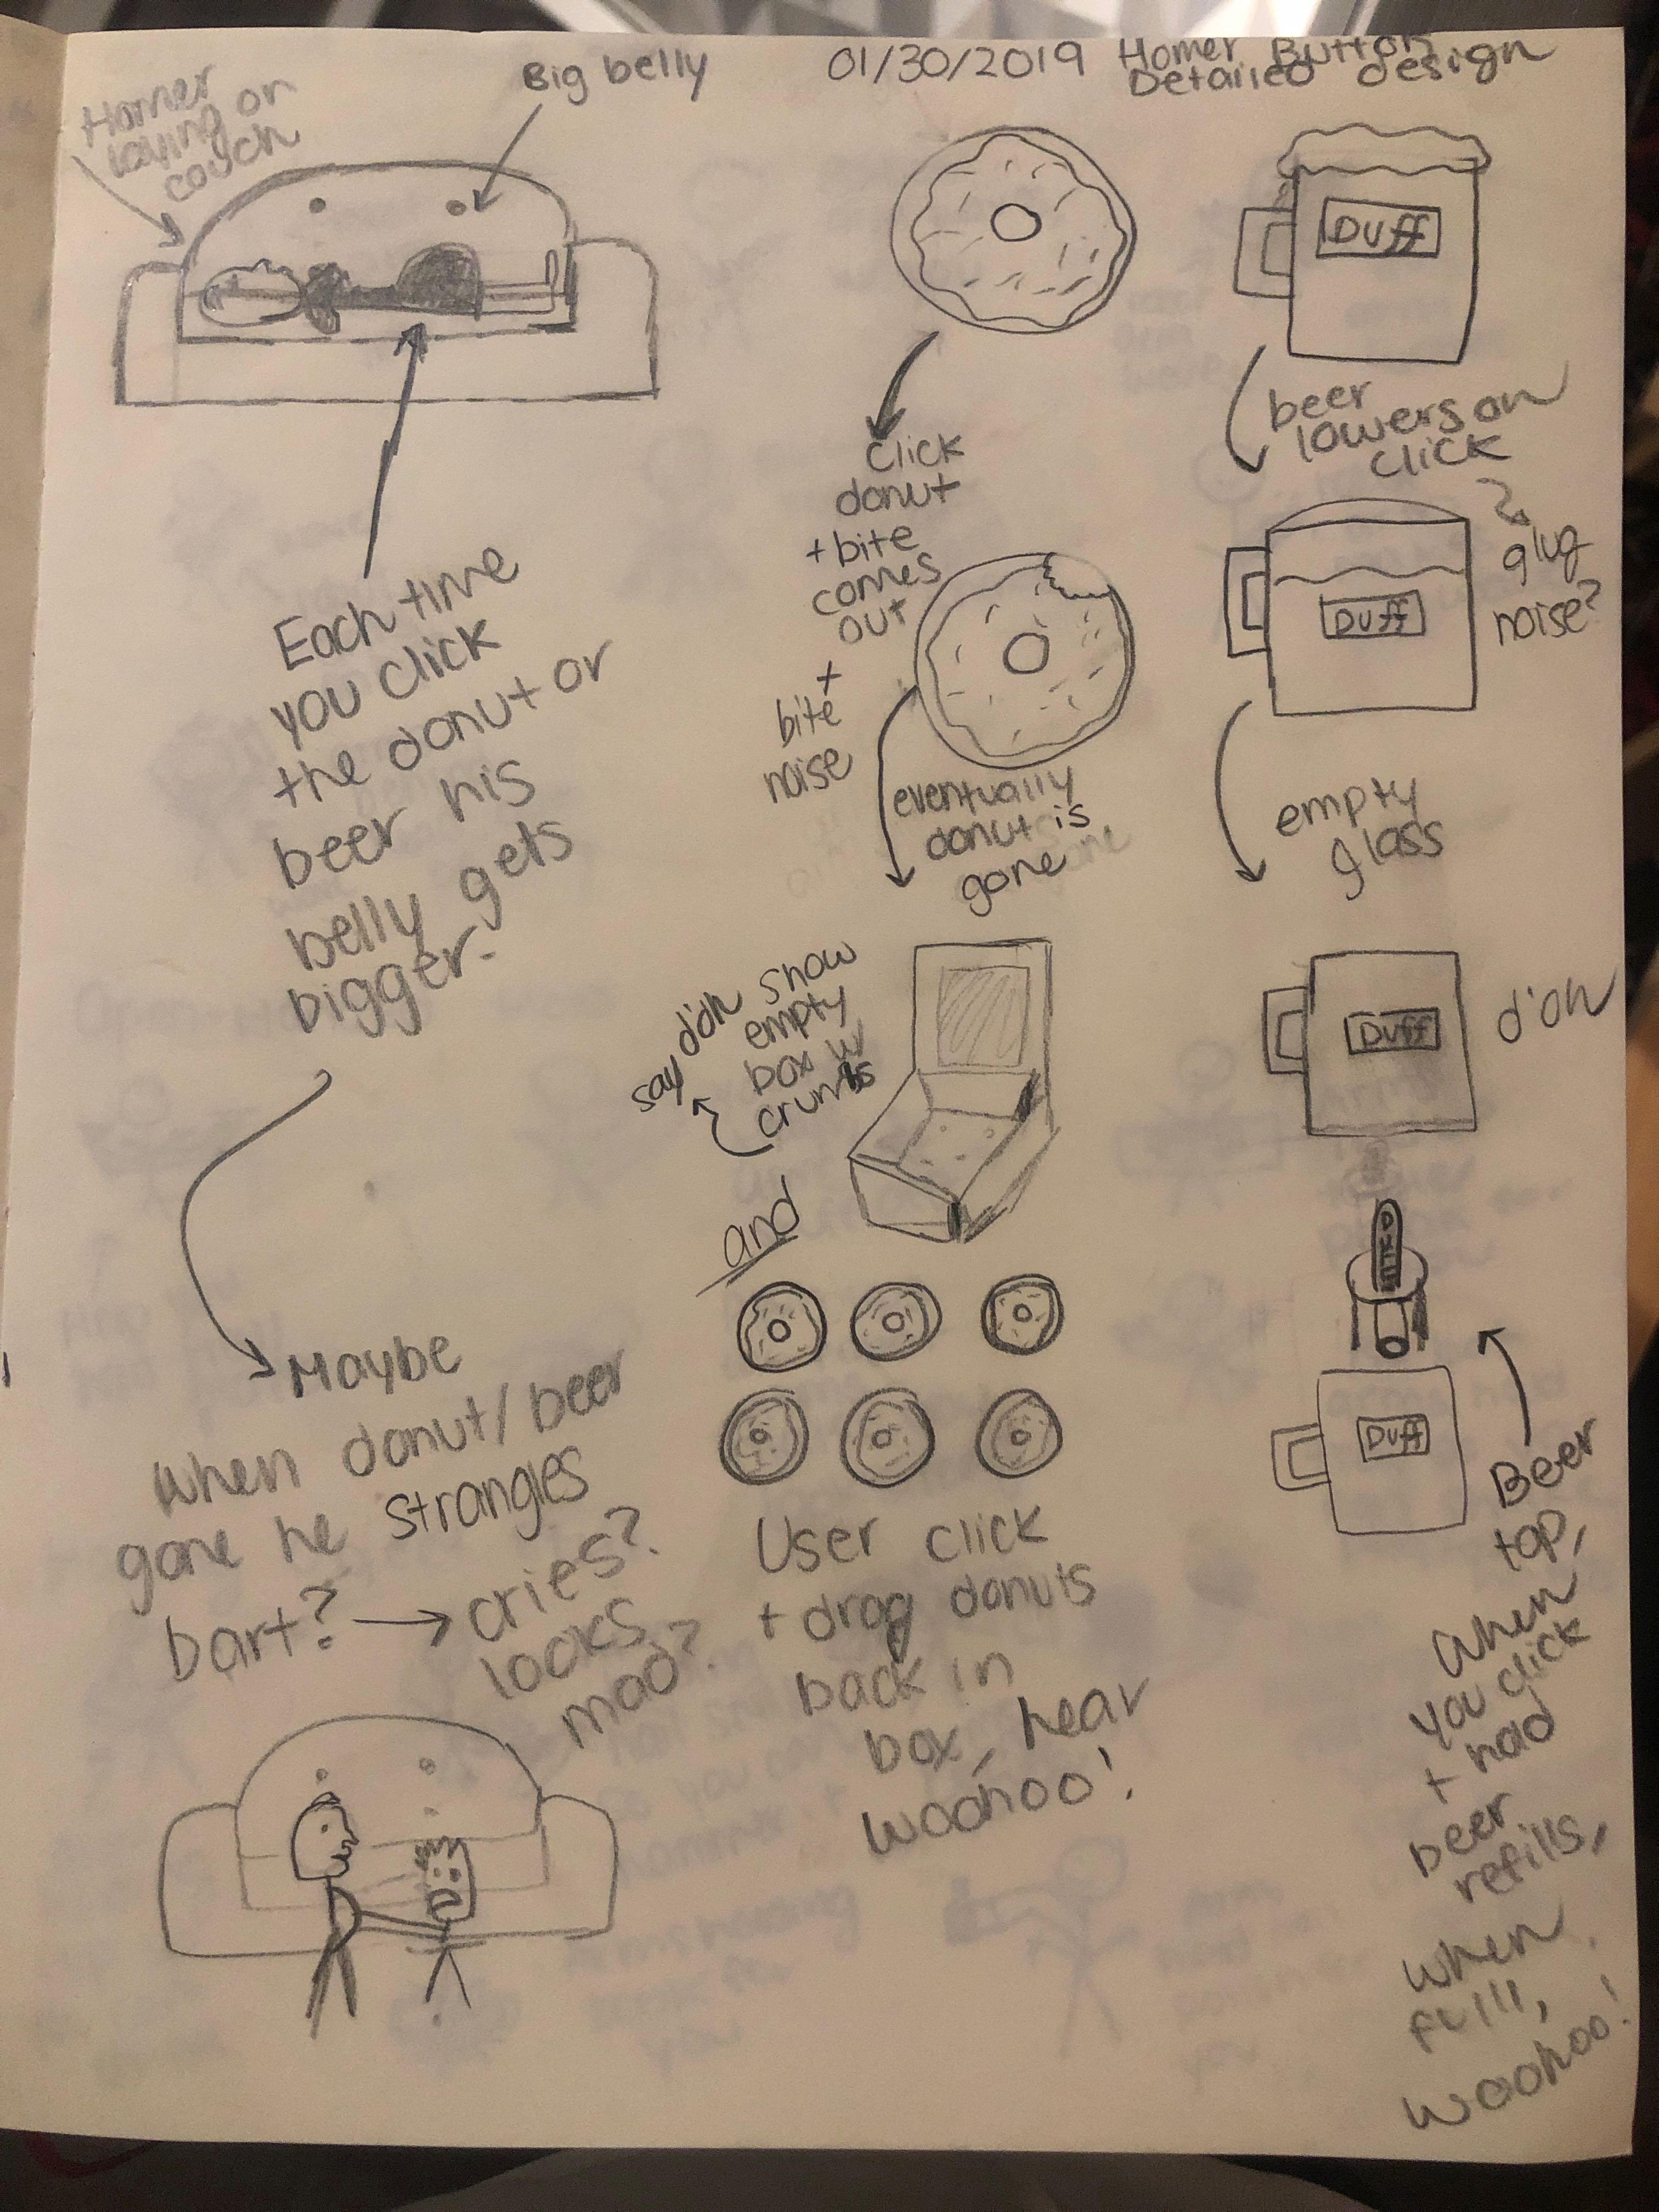 01/30/2019 Homer Button
Detailed design
Homer
laying on
couch
Big belly
Each time
you click
the donut or
beer his
belly gets
bigger.
Maybe
when donut/beer
gone he strangles
bart? → cries?
looks
mad?
click
donut
+ bite
comes
out
+
bite
noise
eventually
donut is
gone
say d'oh show
empty
box w
crumbs
and
User click
+ drag donuts
back in
box, hear
woohoo!
Duff
beer
lowers on
click
glug
noise?
Duff
empty
glass
Duff
d'oh
Duff
Beer
tap,
when
you click
+ hold
beer
refills,
when
full,
woohoo!